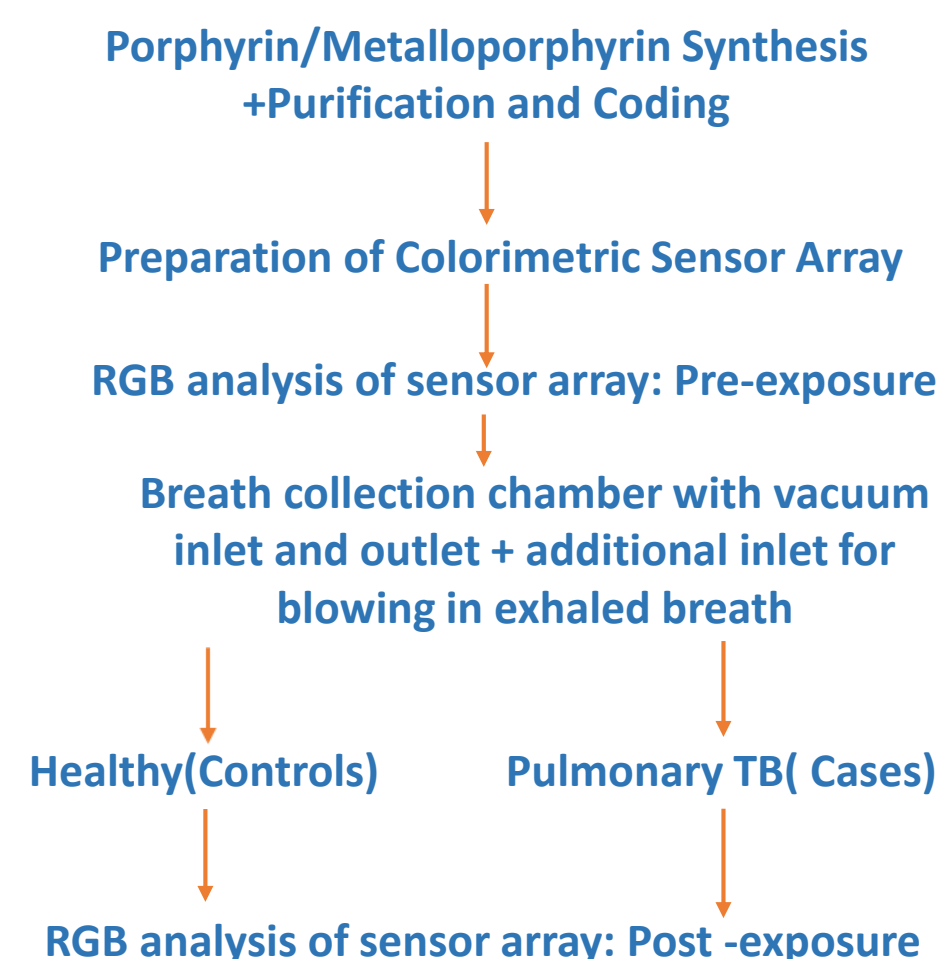 Porphyrin/Metalloporphyrin Synthesis
+Purification and Coding
Preparation of Colorimetric Sensor Array
RGB analysis of sensor array: Pre-exposure
Breath collection chamber with vacuum
inlet and outlet + additional inlet for
blowing in exhaled breath
Healthy(Controls)
Pulmonary TB( Cases)
RGB analysis of sensor array: Post -exposure